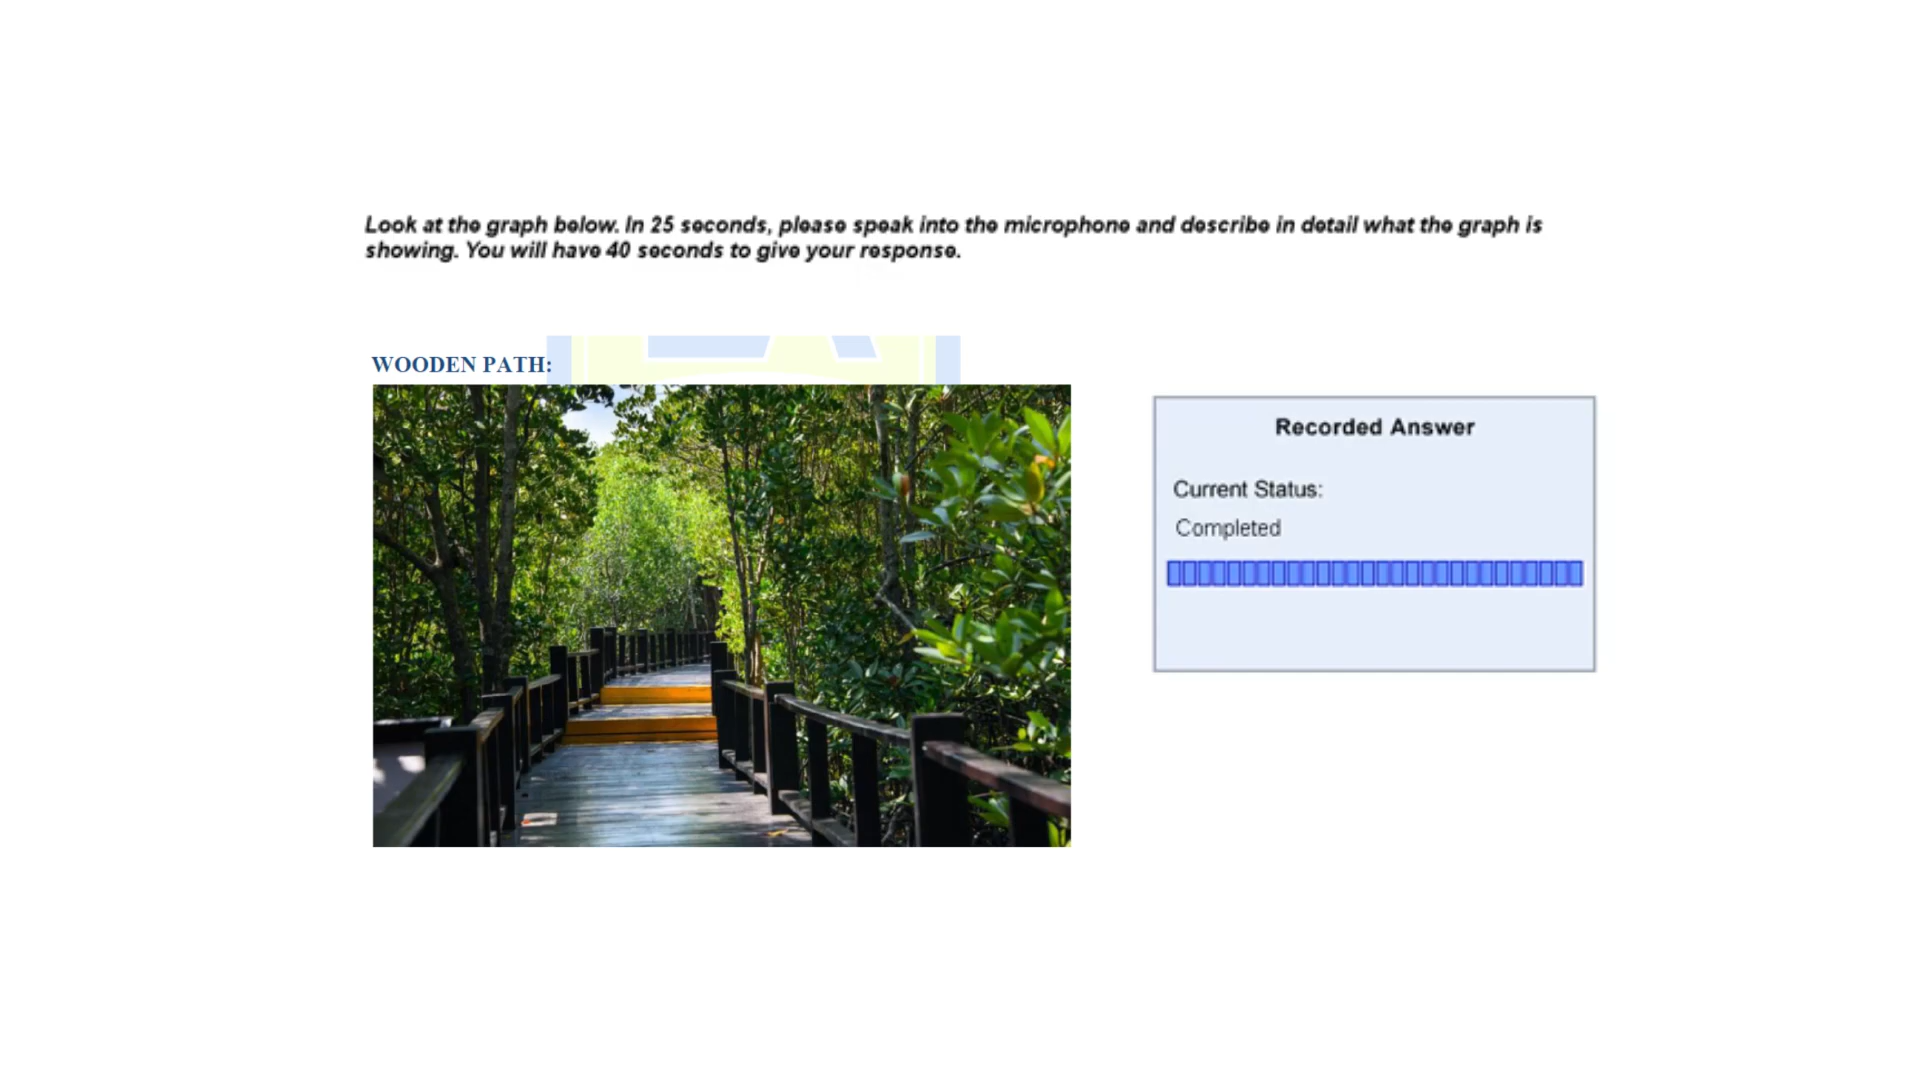 Look at the graph below. In 25 seconds, please speak into the microphone and describe in detail what the graph is
showing. You will have 40 seconds to give your response.
WOODEN PATH:
Recorded Answer
Current Status:
Completed